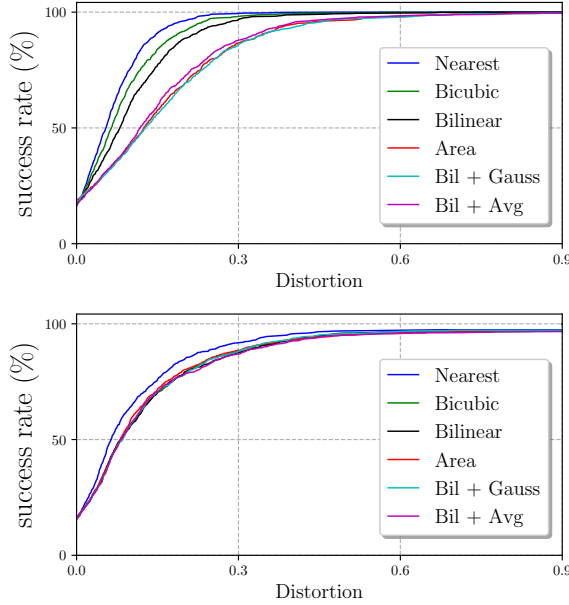 100
50
0
success rate (%)
Nearest
Bicubic
Bilinear
Area
Bil + Gauss
Bil + Avg
0.0
0.3
0.6
0.9
Distortion
100
50
0
success rate (%)
Nearest
Bicubic
Bilinear
Area
Bil + Gauss
Bil + Avg
0.0
0.3
0.6
0.9
Distortion